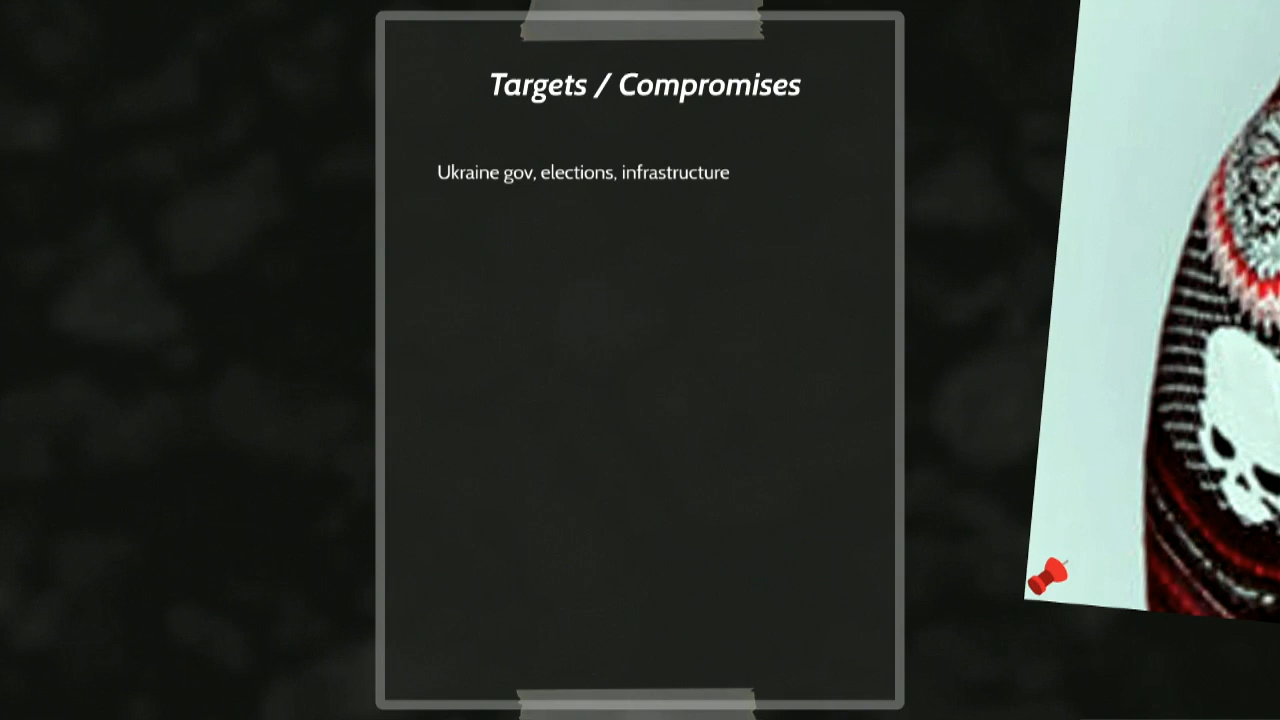 Targets / Compromises
Ukraine gov, elections, infrastructure